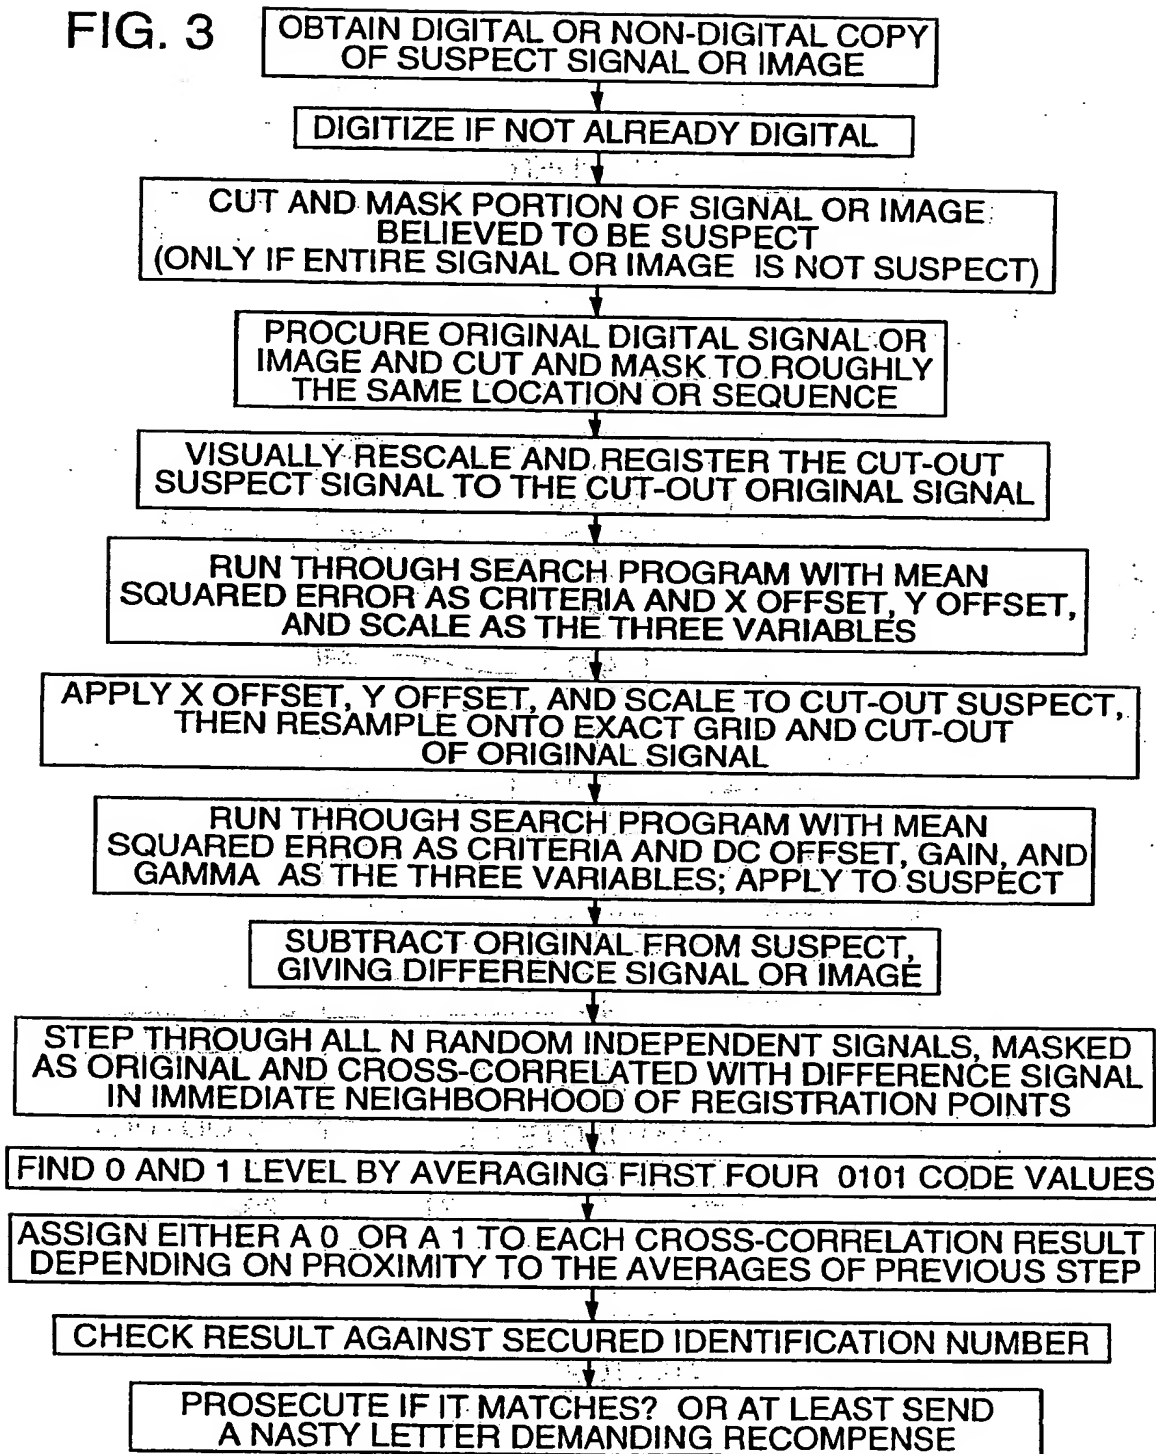 FIG. 3
OBTAIN DIGITAL OR NON-DIGITAL COPY
OF SUSPECT SIGNAL OR IMAGE
DIGITIZE IF NOT ALREADY DIGITAL
CUT AND MASK PORTION OF SIGNAL OR IMAGE
BELIEVED TO BE SUSPECT
(ONLY IF ENTIRE SIGNAL OR IMAGE IS NOT SUSPECT)
PROCURE ORIGINAL DIGITAL SIGNAL OR
IMAGE AND CUT AND MASK TO ROUGHLY
THE SAME LOCATION OR SEQUENCE
VISUALLY RESCALE AND REGISTER THE CUT-OUT
SUSPECT SIGNAL TO THE CUT-OUT ORIGINAL SIGNAL
RUN THROUGH SEARCH PROGRAM WITH MEAN
SQUARED ERROR AS CRITERIA AND X OFFSET, Y OFFSET,
AND SCALE AS THE THREE VARIABLES
APPLY X OFFSET, Y OFFSET, AND SCALE TO CUT-OUT SUSPECT,
THEN RESAMPLE ONTO EXACT GRID AND CUT-OUT
OF ORIGINAL SIGNAL
RUN THROUGH SEARCH PROGRAM WITH MEAN
SQUARED ERROR AS CRITERIA AND DC OFFSET, GAIN, AND
GAMMA AS THE THREE VARIABLES; APPLY TO SUSPECT
SUBTRACT ORIGINAL FROM SUSPECT,
GIVING DIFFERENCE SIGNAL OR IMAGE
STEP THROUGH ALL N RANDOM INDEPENDENT SIGNALS, MASKED
AS ORIGINAL AND CROSS-CORRELATED WITH DIFFERENCE SIGNAL
IN IMMEDIATE NEIGHBORHOOD OF REGISTRATION POINTS
FIND 0 AND 1 LEVEL BY AVERAGING FIRST FOUR 0101 CODE VALUES
ASSIGN EITHER A 0 OR A 1 TO EACH CROSS-CORRELATION RESULT
DEPENDING ON PROXIMITY TO THE AVERAGES OF PREVIOUS STEP
CHECK RESULT AGAINST SECURED IDENTIFICATION NUMBER
PROSECUTE IF IT MATCHES? OR AT LEAST SEND
A NASTY LETTER DEMANDING RECOMPENSE